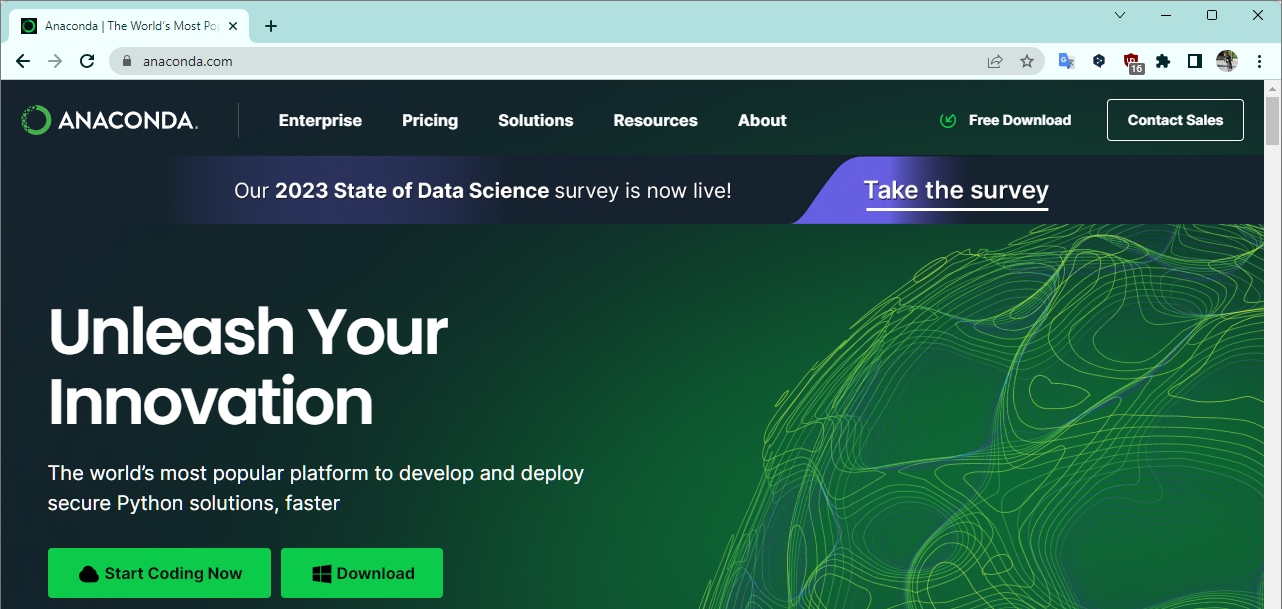 Anaconda | The World's Most Po
anaconda.com
16
ANACONDA.
Enterprise
Pricing
Solutions
Resources
About
Free Download
Contact Sales
Our 2023 State of Data Science survey is now live!
Take the survey
Unleash Your
Innovation
The world's most popular platform to develop and deploy
secure Python solutions, faster
Start Coding Now
Download